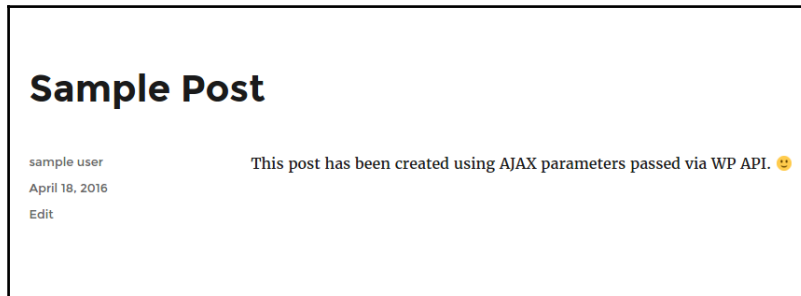 Sample Post
sample user
April 18, 2016
Edit
This post has been created using AJAX parameters passed via WP API. 🙂